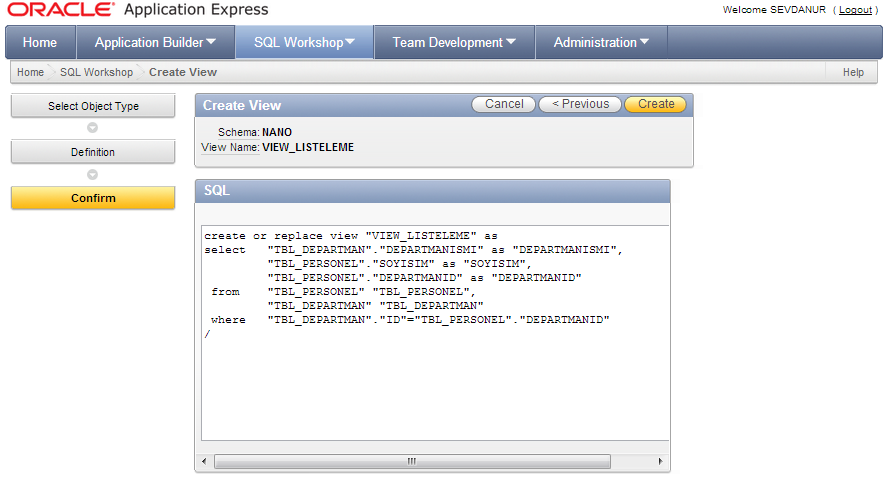 ORACLE Application Express
Welcome SEVDANUR ( Logout )
Home Application Builder SQL Workshop Team Development Administration
Home SQL Workshop Create View Help
Select Object Type
Definition
Confirm
Create View Cancel < Previous Create
Schema: NANO
View Name: VIEW_LISTELEME
SQL
create or replace view "VIEW_LISTELEME" as
select "TBL_DEPARTMAN"."DEPARTMANISMI" as "DEPARTMANISMI",
"TBL_PERSONEL"."SOYISIM" as "SOYISIM",
"TBL_PERSONEL"."DEPARTMANID" as "DEPARTMANID"
from "TBL_PERSONEL" "TBL_PERSONEL",
"TBL_DEPARTMAN" "TBL_DEPARTMAN"
where "TBL_DEPARTMAN"."ID"="TBL_PERSONEL"."DEPARTMANID"
/